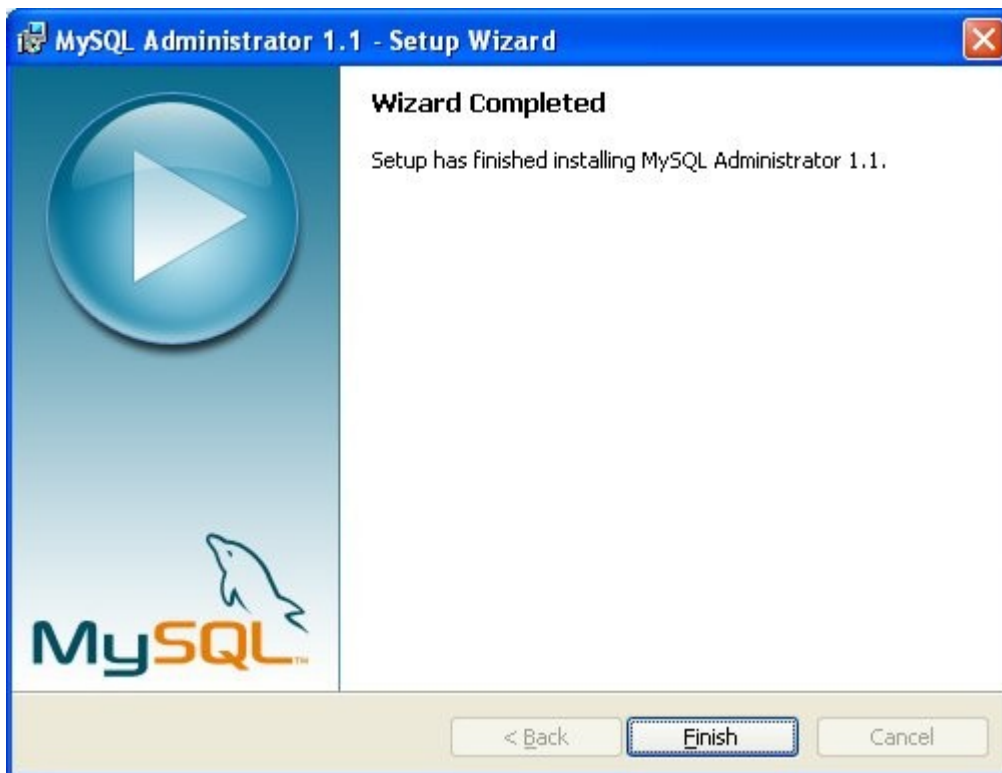 MySQL Administrator 1.1 - Setup Wizard
Wizard Completed
Setup has finished installing MySQL Administrator 1.1.
MySQL™
< Back
Finish
Cancel